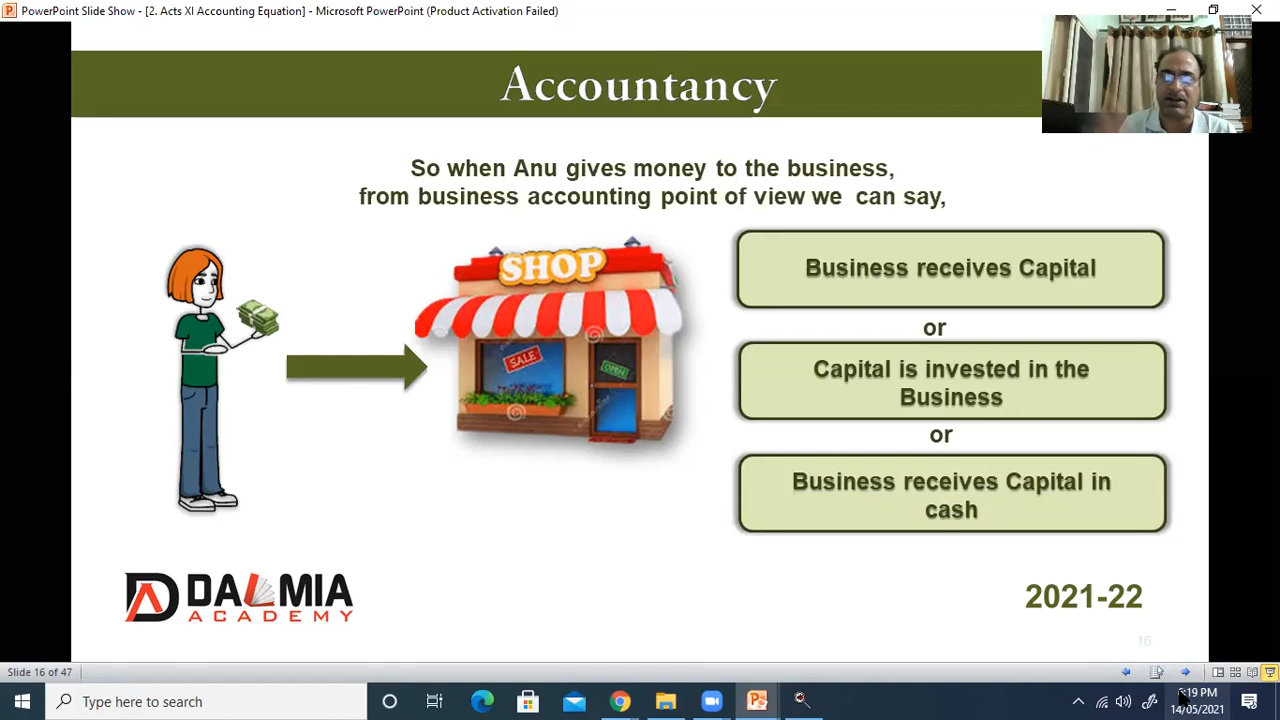 PowerPoint Slide Show - [2. Acts XI Accounting Equation] - Microsoft PowerPoint (Product Activation Failed)
Accountancy
So when Anu gives money to the business,
from business accounting point of view we can say,
SHOP
SALE
OPEN
Business receives Capital
or
Capital is invested in the
Business
or
Business receives Capital in
cash
DALMIA
ACADEMY
2021-22
16
Slide 16 of 47
Type here to search
:19 PM
14/05/2021